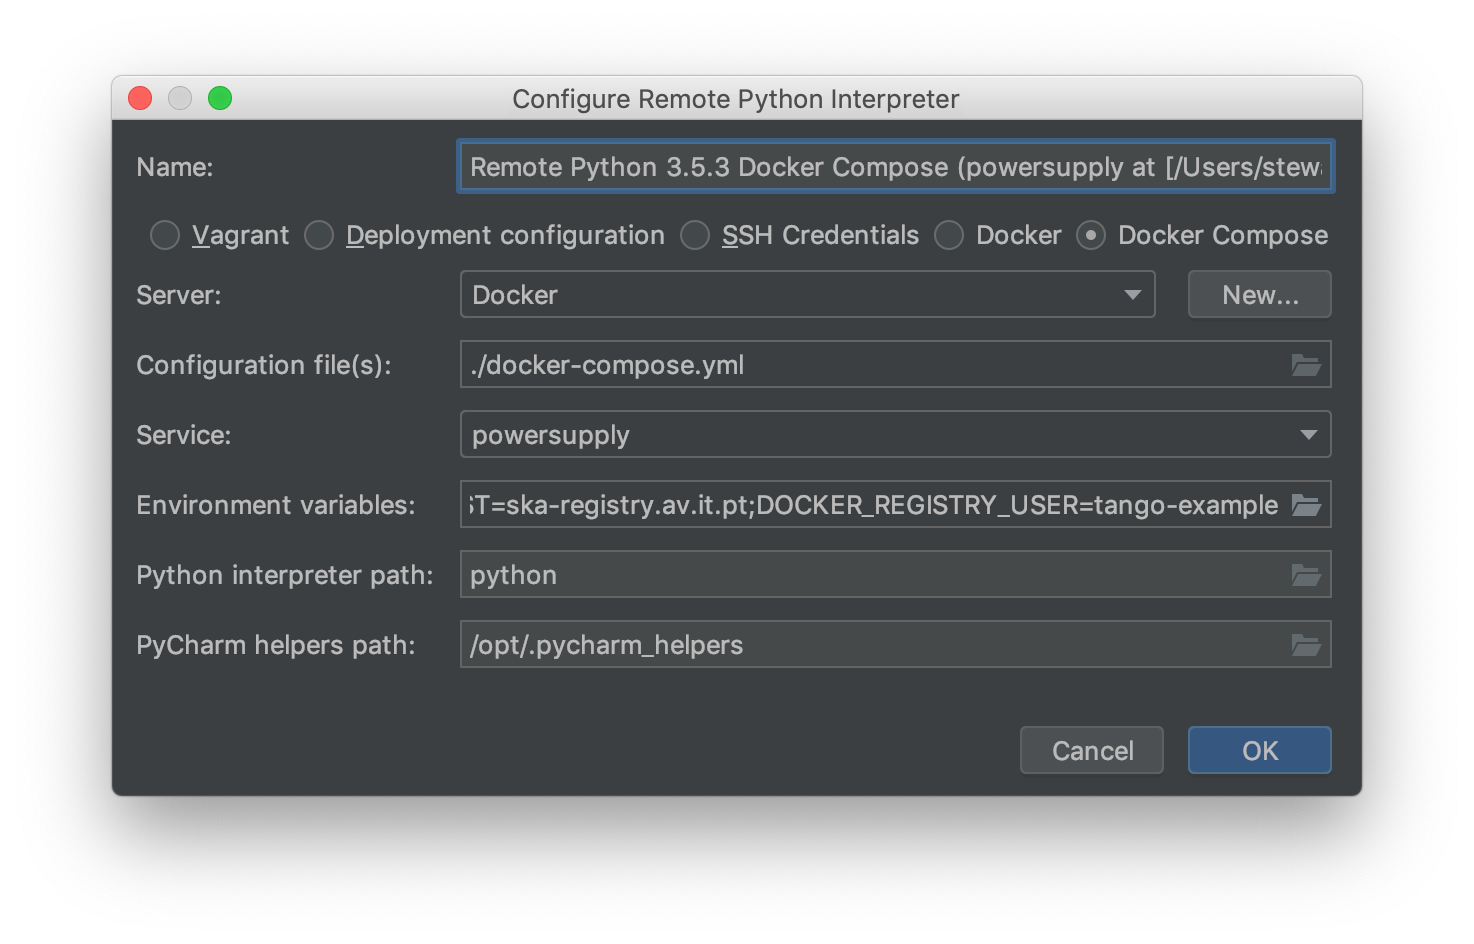 Configure Remote Python Interpreter
Name: Remote Python 3.5.3 Docker Compose (powersupply at [/Users/stew
Vagrant Deployment configuration SSH Credentials Docker Docker Compose
Server: Docker New...
Configuration file(s): ./docker-compose.yml
Service: powersupply
Environment variables: ST=ska-registry.av.it.pt;DOCKER_REGISTRY_USER=tango-example
Python interpreter path: python
PyCharm helpers path: /opt/.pycharm_helpers
Cancel OK